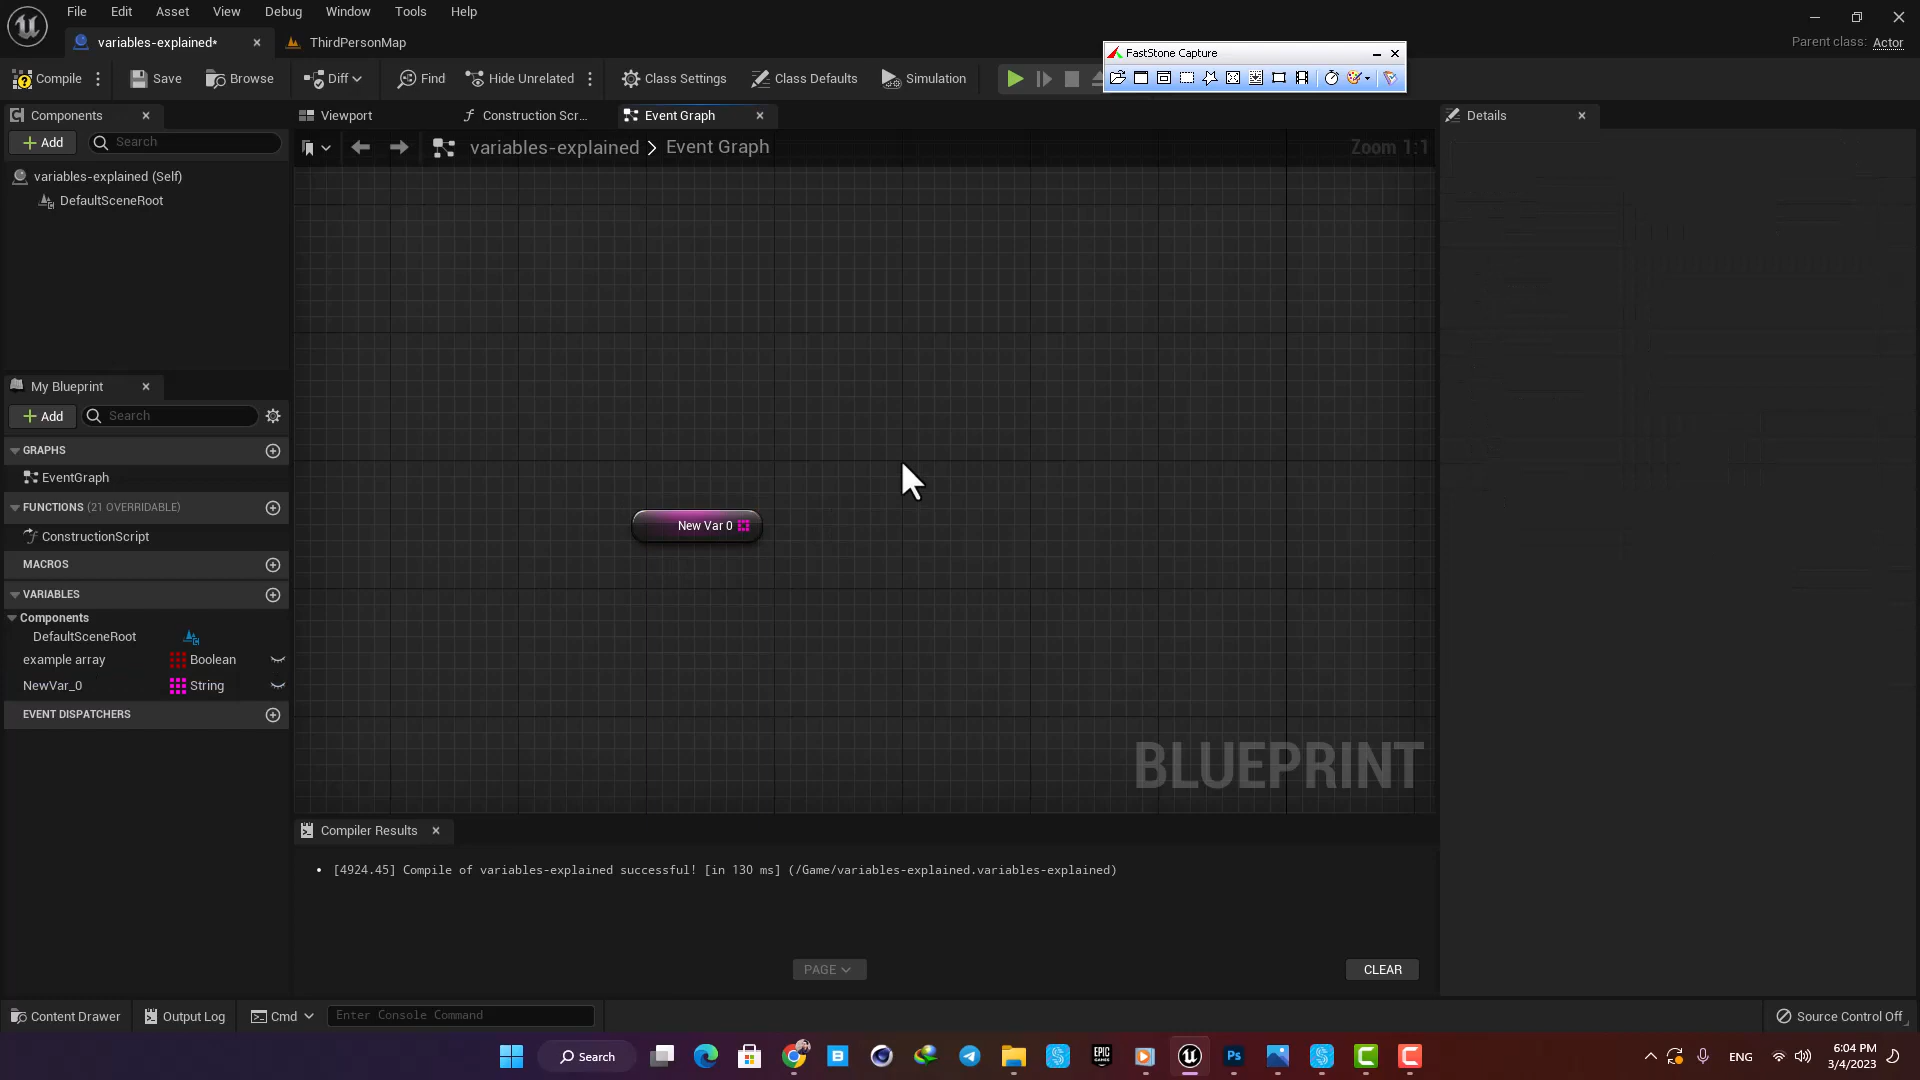 File Edit Asset View Debug Window Tools Help
variables-explained* ThirdPersonMap
Parent class: Actor
FastStone Capture
Compile Save Browse Diff Find Hide Unrelated Class Settings Class Defaults Simulation
Components
Viewport Construction Scr... Event Graph
Details
Add Search
variables-explained > Event Graph
Zoom 1:1
variables-explained (Self)
DefaultSceneRoot
My Blueprint
Add Search
GRAPHS
EventGraph
FUNCTIONS (21 OVERRIDABLE)
ConstructionScript
MACROS
VARIABLES
Components
DefaultSceneRoot
example array Boolean
NewVar_0 String
EVENT DISPATCHERS
New Var 0
BLUEPRINT
Compiler Results
• [4924.45] Compile of variables-explained successful! [in 130 ms] (/Game/variables-explained.variables-explained)
PAGE
CLEAR
Content Drawer Output Log Cmd Enter Console Command
Source Control Off
Search
ENG
6:04 PM
3/4/2023